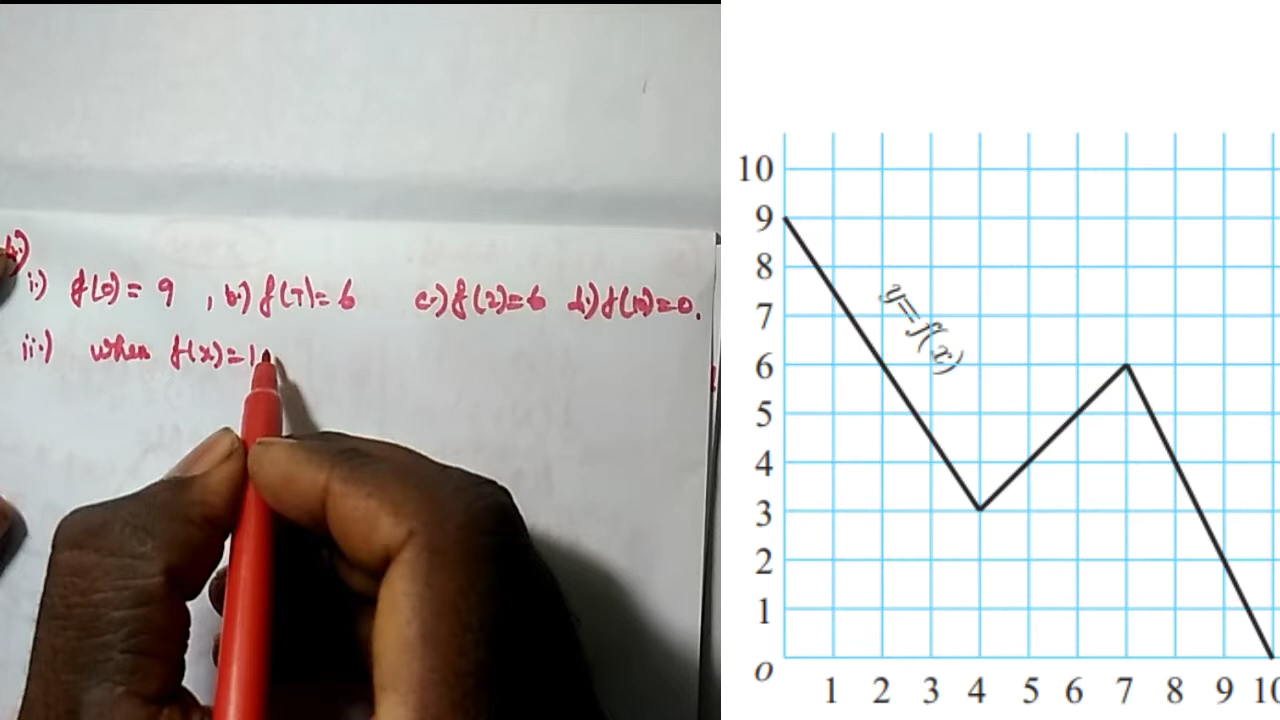 i.) f(0) = 9 , b.) f(7) = 6 c.) f(2) = 6 d.) f(10) = 0.
ii.) when f(x) = 1
y=f(x)
10
9
8
7
6
5
4
3
2
1
O
1 2 3 4 5 6 7 8 9 10